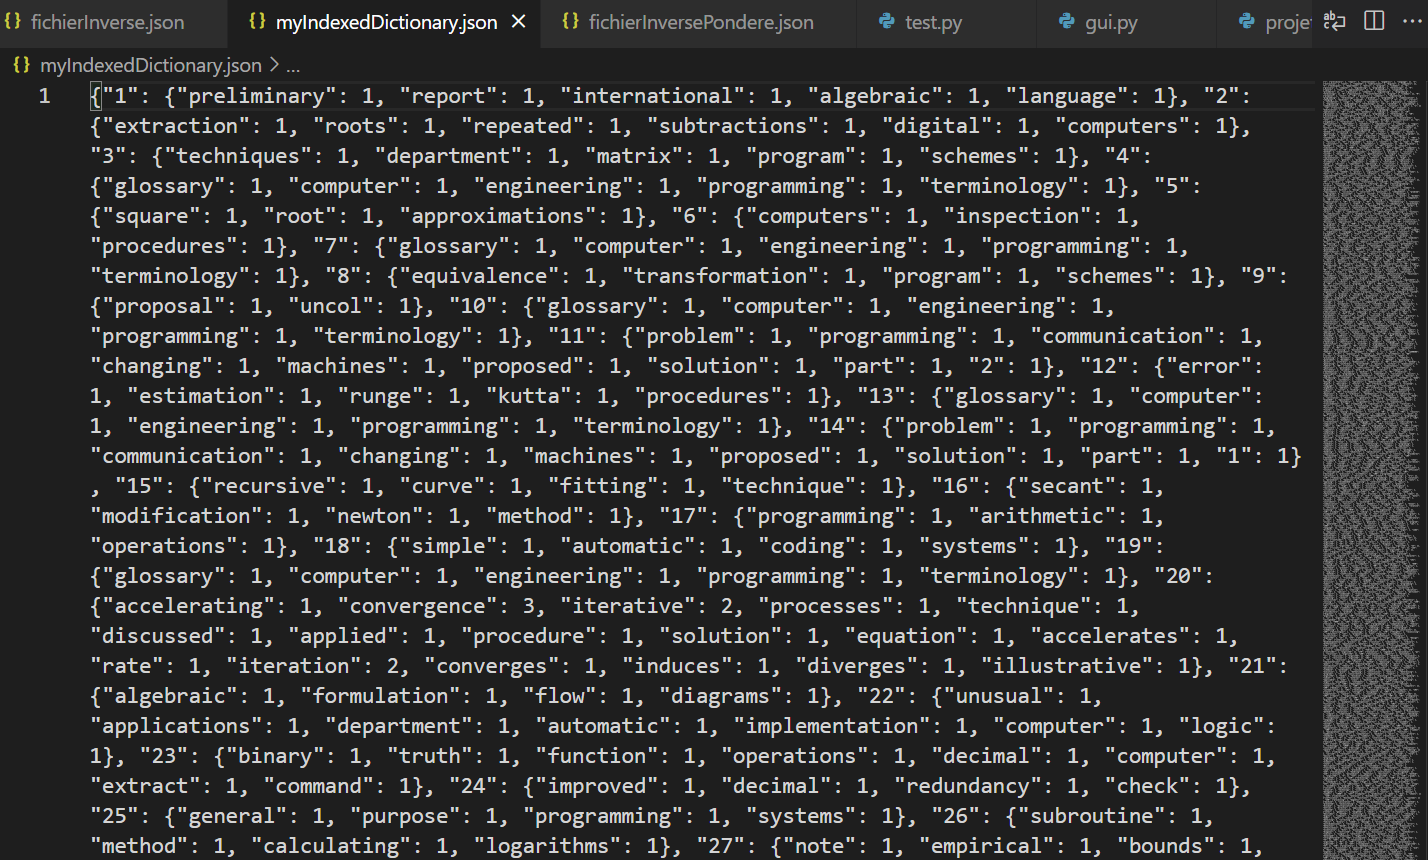 {} fichierInverse.json {} myIndexedDictionary.json × {} fichierInversePondere.json test.py gui.py proje ab c ...
{} myIndexedDictionary.json > ...
1 {"1": {"preliminary": 1, "report": 1, "international": 1, "algebraic": 1, "language": 1}, "2":
{"extraction": 1, "roots": 1, "repeated": 1, "subtractions": 1, "digital": 1, "computers": 1},
"3": {"techniques": 1, "department": 1, "matrix": 1, "program": 1, "schemes": 1}, "4":
{"glossary": 1, "computer": 1, "engineering": 1, "programming": 1, "terminology": 1}, "5":
{"square": 1, "root": 1, "approximations": 1}, "6": {"computers": 1, "inspection": 1,
"procedures": 1}, "7": {"glossary": 1, "computer": 1, "engineering": 1, "programming": 1,
"terminology": 1}, "8": {"equivalence": 1, "transformation": 1, "program": 1, "schemes": 1}, "9":
{"proposal": 1, "uncol": 1}, "10": {"glossary": 1, "computer": 1, "engineering": 1,
"programming": 1, "terminology": 1}, "11": {"problem": 1, "programming": 1, "communication": 1,
"changing": 1, "machines": 1, "proposed": 1, "solution": 1, "part": 1, "2": 1}, "12": {"error":
1, "estimation": 1, "runge": 1, "kutta": 1, "procedures": 1}, "13": {"glossary": 1, "computer":
1, "engineering": 1, "programming": 1, "terminology": 1}, "14": {"problem": 1, "programming": 1,
"communication": 1, "changing": 1, "machines": 1, "proposed": 1, "solution": 1, "part": 1, "1": 1}
, "15": {"recursive": 1, "curve": 1, "fitting": 1, "technique": 1}, "16": {"secant": 1,
"modification": 1, "newton": 1, "method": 1}, "17": {"programming": 1, "arithmetic": 1,
"operations": 1}, "18": {"simple": 1, "automatic": 1, "coding": 1, "systems": 1}, "19":
{"glossary": 1, "computer": 1, "engineering": 1, "programming": 1, "terminology": 1}, "20":
{"accelerating": 1, "convergence": 3, "iterative": 2, "processes": 1, "technique": 1,
"discussed": 1, "applied": 1, "procedure": 1, "solution": 1, "equation": 1, "accelerates": 1,
"rate": 1, "iteration": 2, "converges": 1, "induces": 1, "diverges": 1, "illustrative": 1}, "21":
{"algebraic": 1, "formulation": 1, "flow": 1, "diagrams": 1}, "22": {"unusual": 1,
"applications": 1, "department": 1, "automatic": 1, "implementation": 1, "computer": 1, "logic":
1}, "23": {"binary": 1, "truth": 1, "function": 1, "operations": 1, "decimal": 1, "computer": 1,
"extract": 1, "command": 1}, "24": {"improved": 1, "decimal": 1, "redundancy": 1, "check": 1},
"25": {"general": 1, "purpose": 1, "programming": 1, "systems": 1}, "26": {"subroutine": 1,
"method": 1, "calculating": 1, "logarithms": 1}, "27": {"note": 1, "empirical": 1, "bounds": 1,